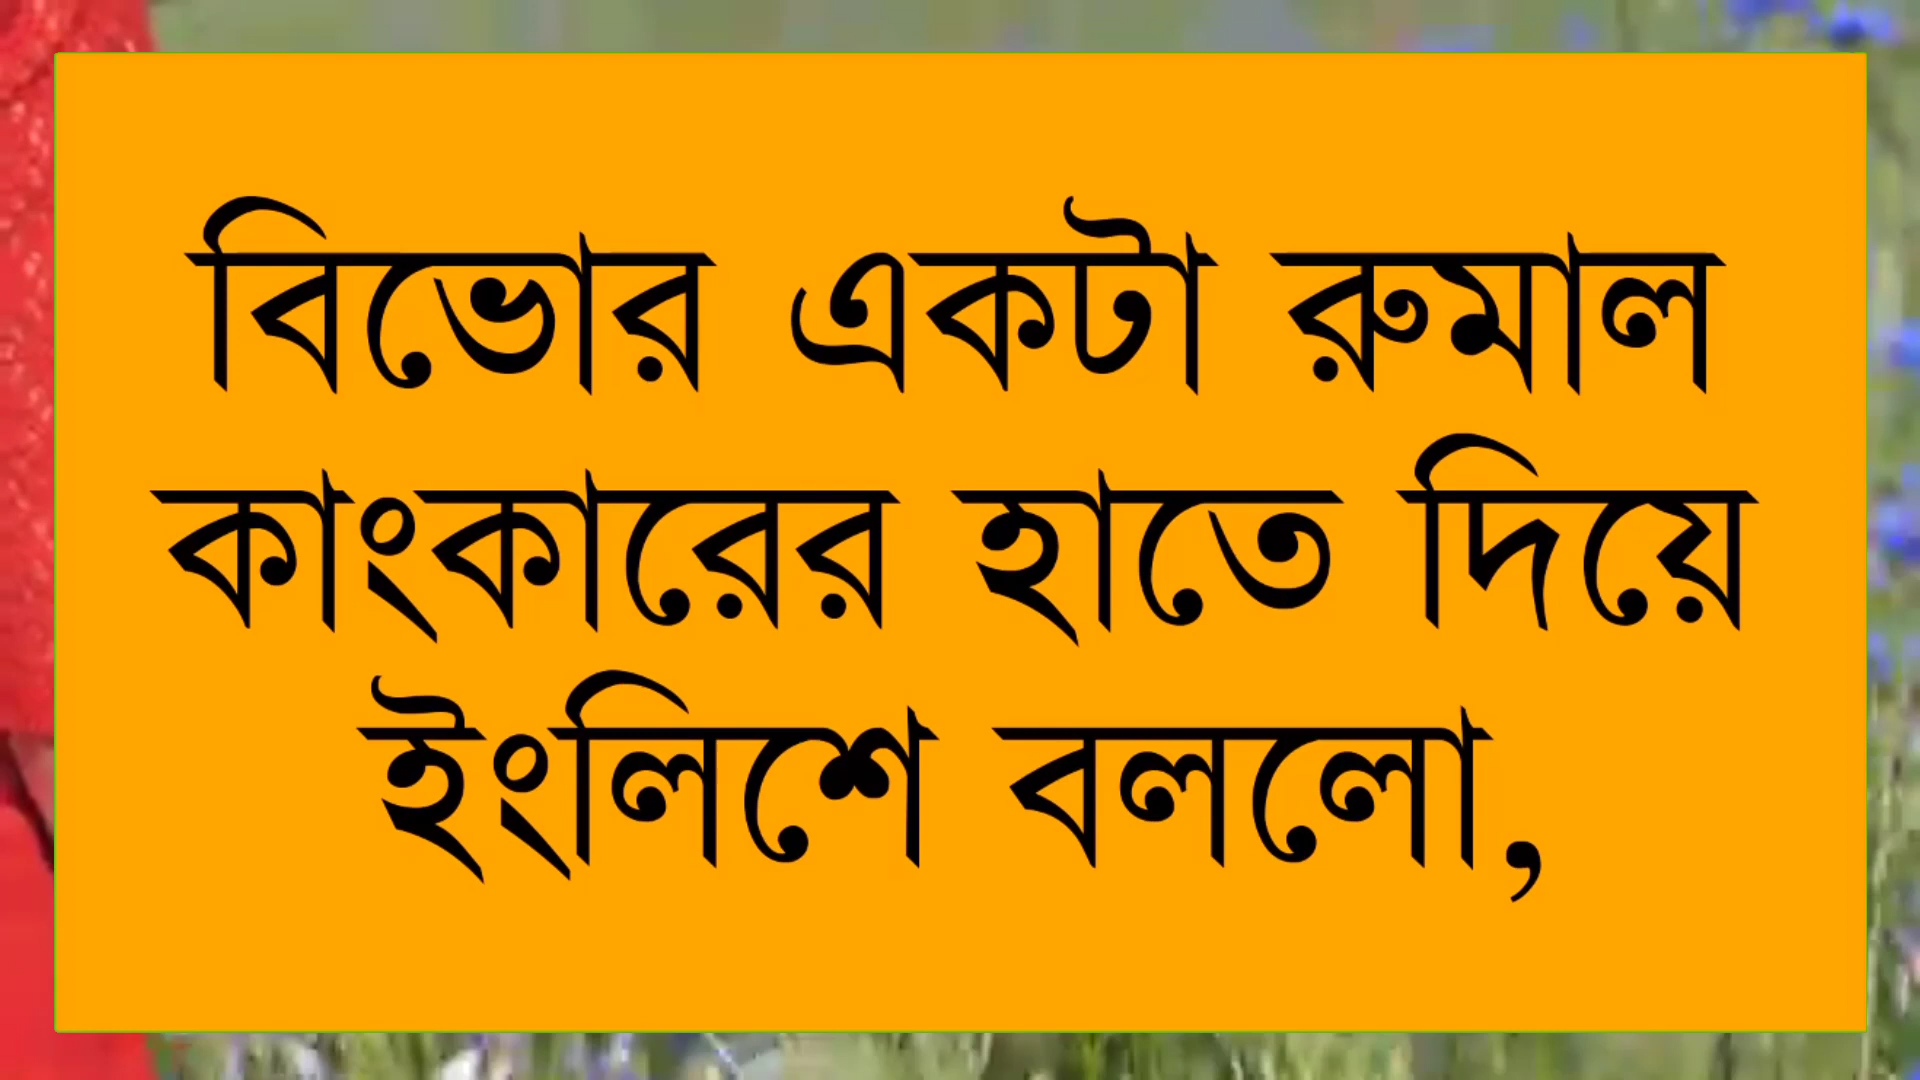 বিভোর একটা রুমাল
কাংকারের হাতে দিয়ে
ইংলিশে বললো,